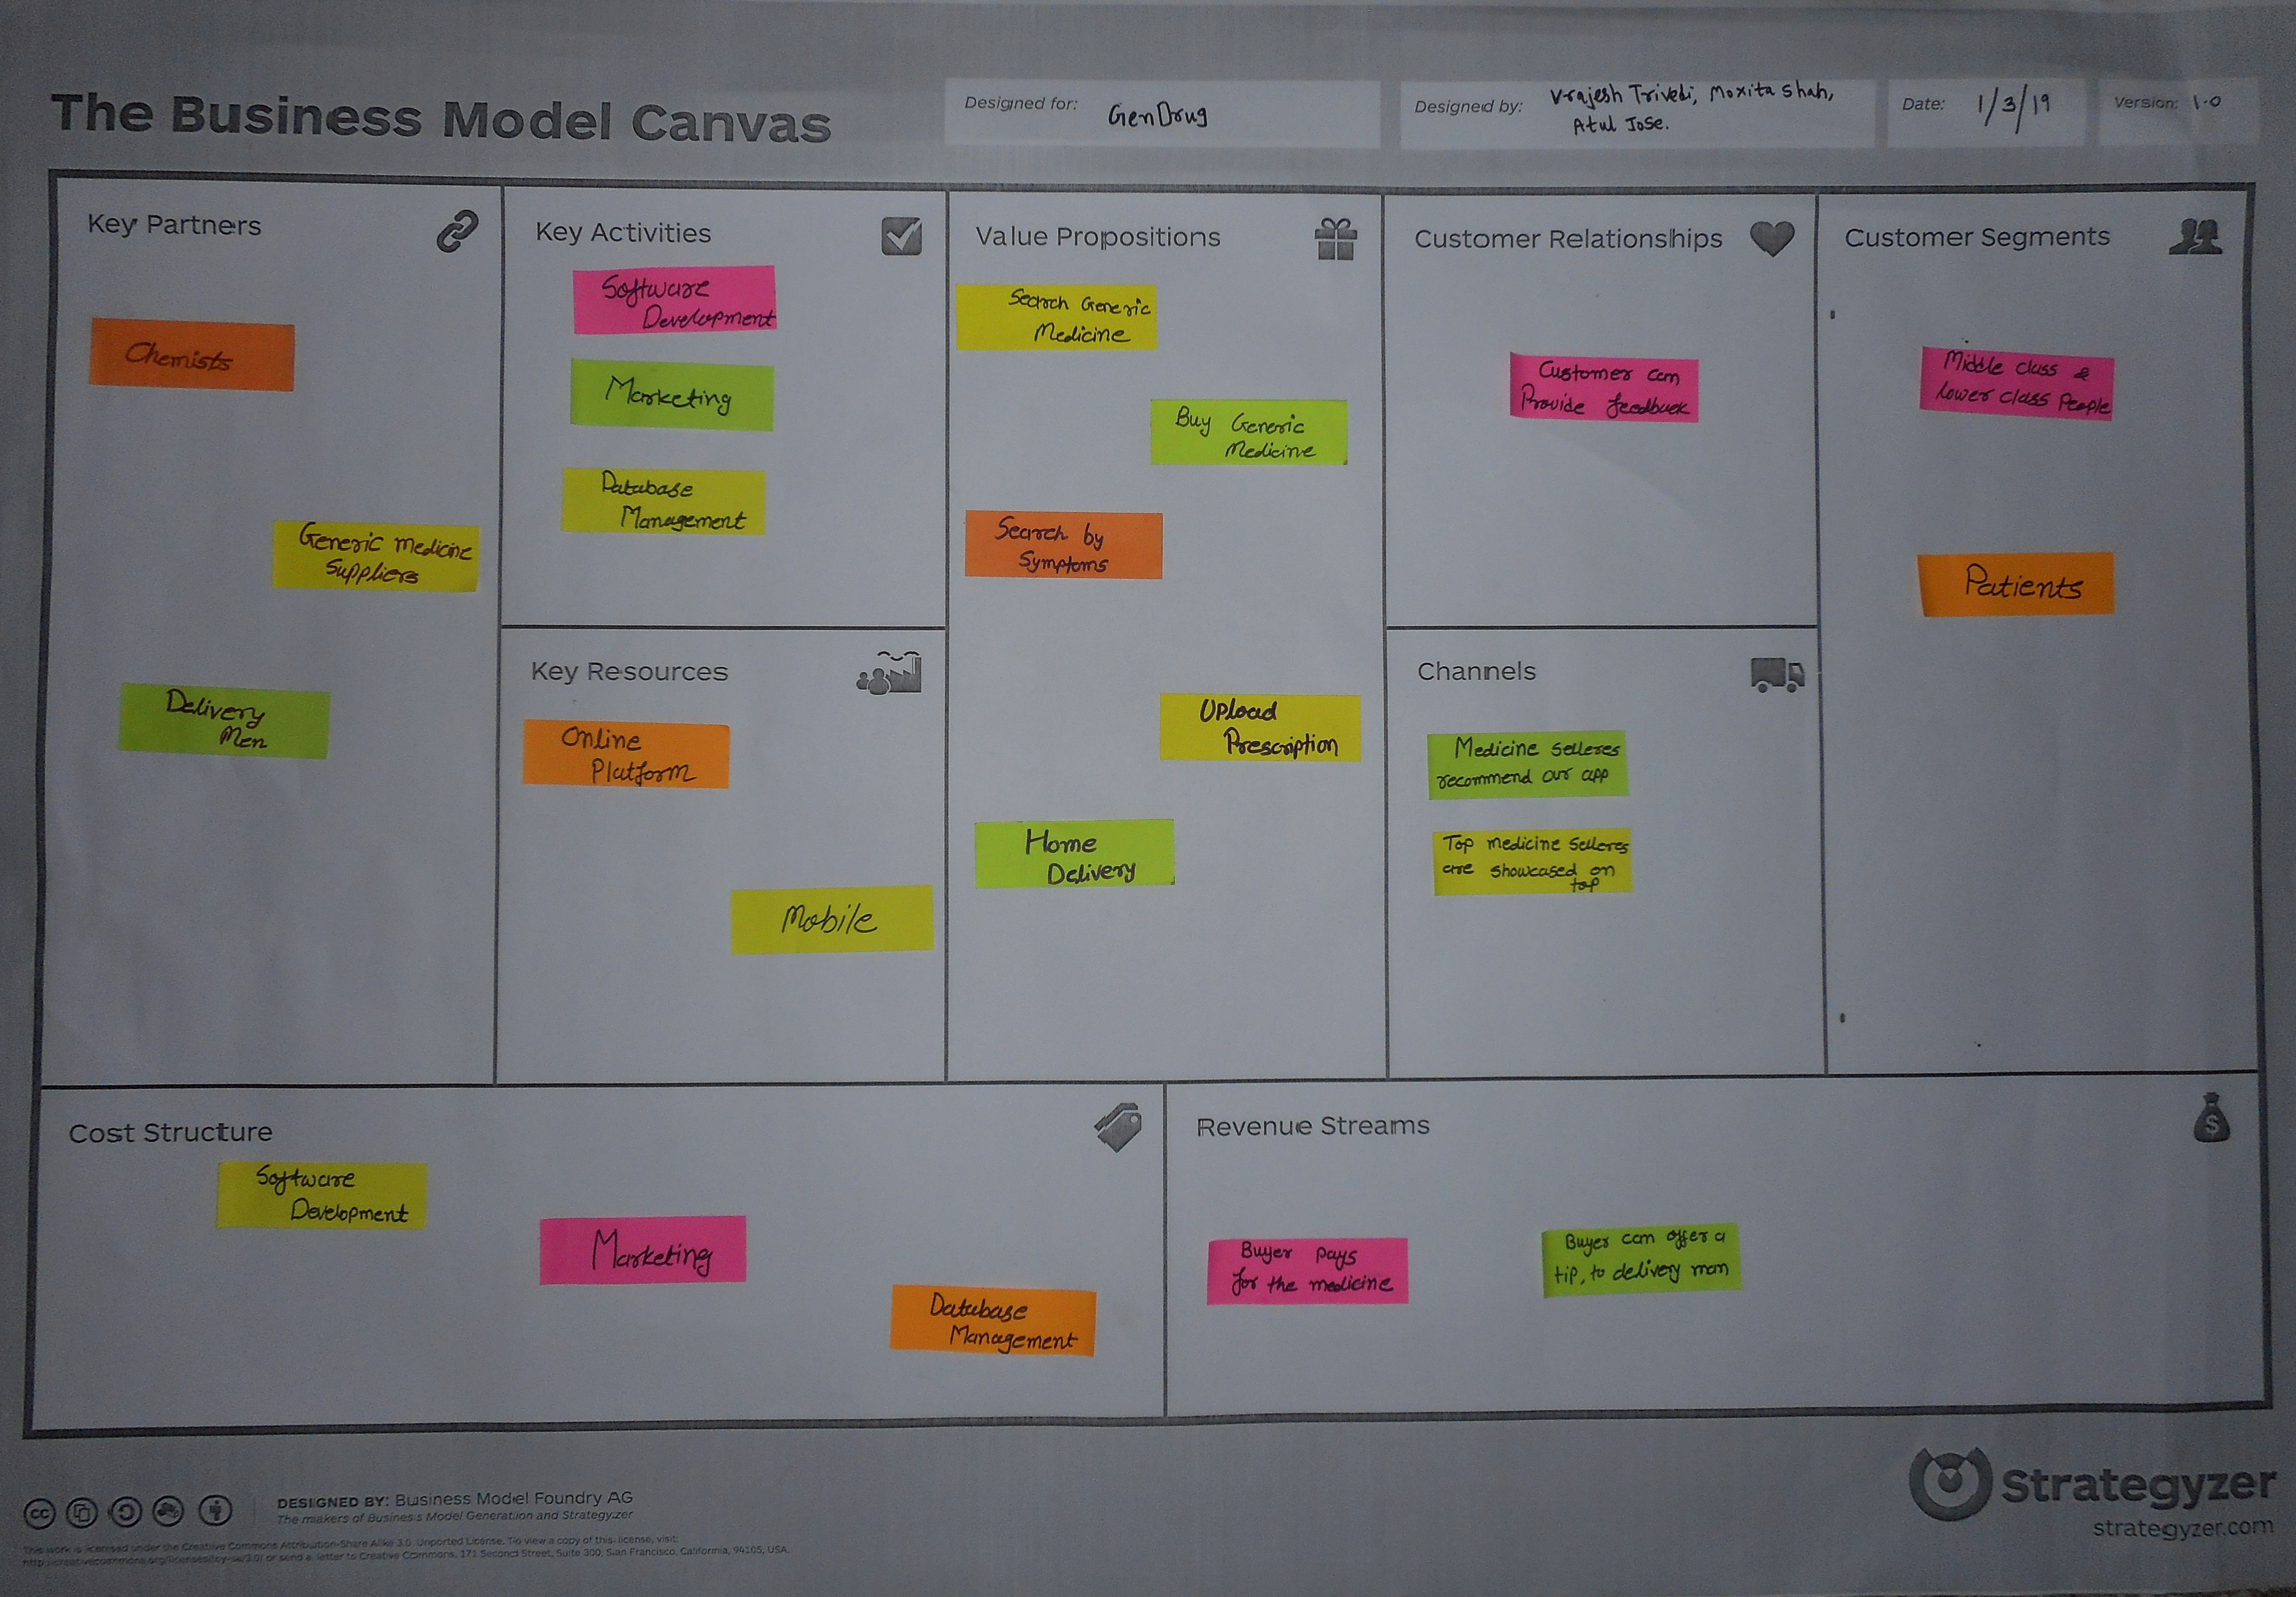 The Business Model Canvas
Designed for: GenDrug
Designed by: Vrajesh Trivedi, Moxita Shah,
Atul Jose.
Date: 1/3/19
Version: 1.0
Key Partners
Chemists
Generic medicine
Suppliers
Delivery
Men
Key Activities
Software
Development
Marketing
Database
Management
Key Resources
Online
Platform
Mobile
Value Propositions
Search Generic
Medicine
Buy Generic
Medicine
Search by
Symptoms
Upload
Prescription
Home
Delivery
Customer Relationships
Customer can
Provide feedback
Channels
Medicine Selleres
recommend our app
Top medicine Selleres
are showcased on
top
Customer Segments
Middle class &
lower class People
Patients
Cost Structure
Software
Development
Marketing
Database
Management
Revenue Streams
$
Buyer pays
for the medicine
Buyer can offer a
tip, to delivery man
cc
DESIGNED BY: Business Model Foundry AG
The makers of Business Model Generation and Strategyzer
This work is licensed under the Creative Commons Attribution-Share Alike 3.0 Unported License. To view a copy of this license, visit:
http://creativecommons.org/licenses/by-sa/3.0/ or send a letter to Creative Commons, 171 Second Street, Suite 300, San Francisco, California, 94105, USA.
Strategyzer
strategyzer.com